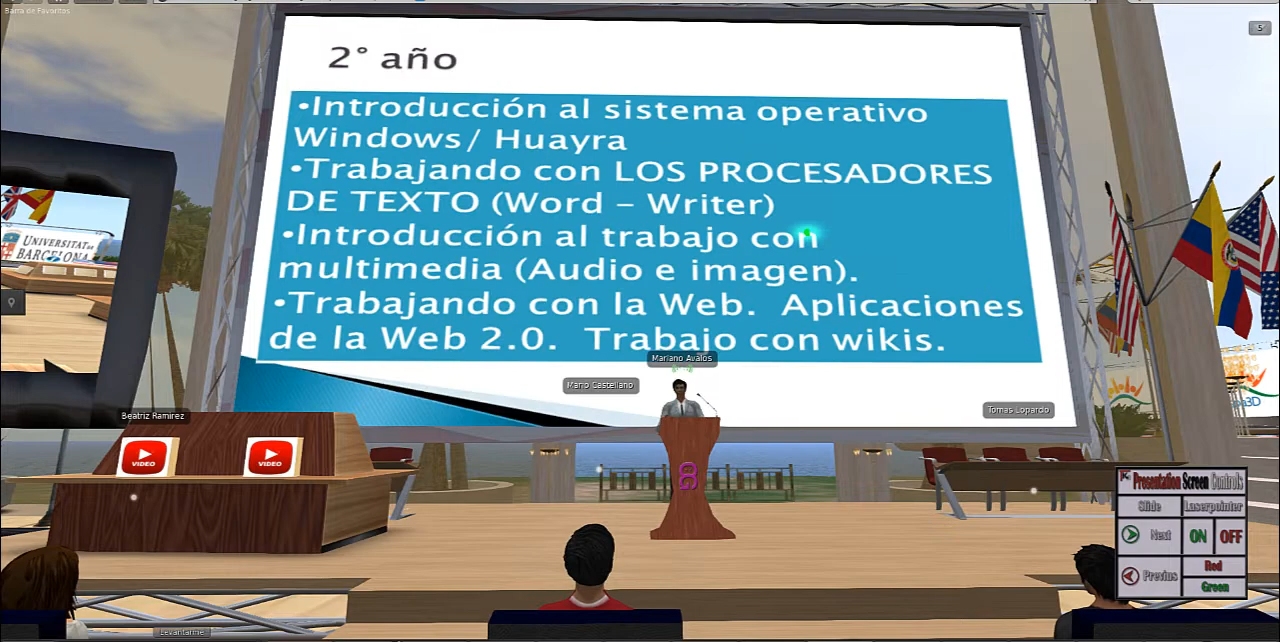 Barra de Favoritos
2° año
•Introducción al sistema operativo
Windows/ Huayra
•Trabajando con LOS PROCESADORES
DE TEXTO (Word – Writer)
•Introducción al trabajo con
multimedia (Audio e imagen).
•Trabajando con la Web. Aplicaciones
de la Web 2.0. Trabajo con wikis.
UNIVERSITAT DE
BARCELONA
Mariano Avalos
Mario Castellano
Tomas Lopardo
Beatriz Ramirez
VIDEO
VIDEO
Presentation Screen Controls
Slide
Laserpointer
Next
ON
OFF
Previus
Red
Green
Levantarme